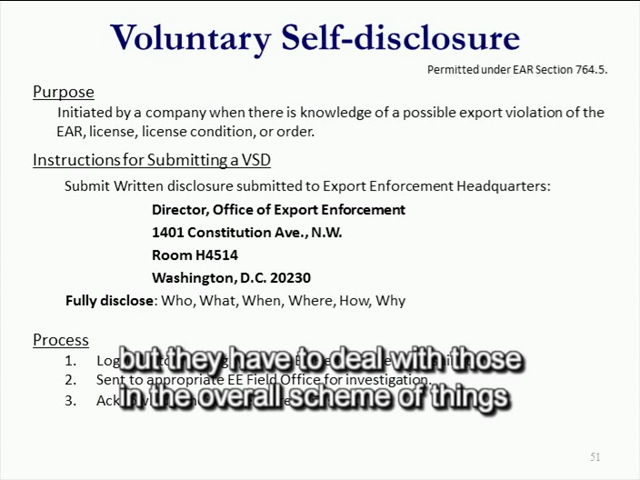 Voluntary Self-disclosure
Permitted under EAR Section 764.5.
Purpose
Initiated by a company when there is knowledge of a possible export violation of the
EAR, license, license condition, or order.
Instructions for Submitting a VSD
Submit Written disclosure submitted to Export Enforcement Headquarters:
Director, Office of Export Enforcement
1401 Constitution Ave., N.W.
Room H4514
Washington, D.C. 20230
Fully disclose: Who, What, When, Where, How, Why
Process
1.
but they have to deal with those
2. Sent to appropriate EE Field Office for investigation.
in the overall scheme of things
3.
51